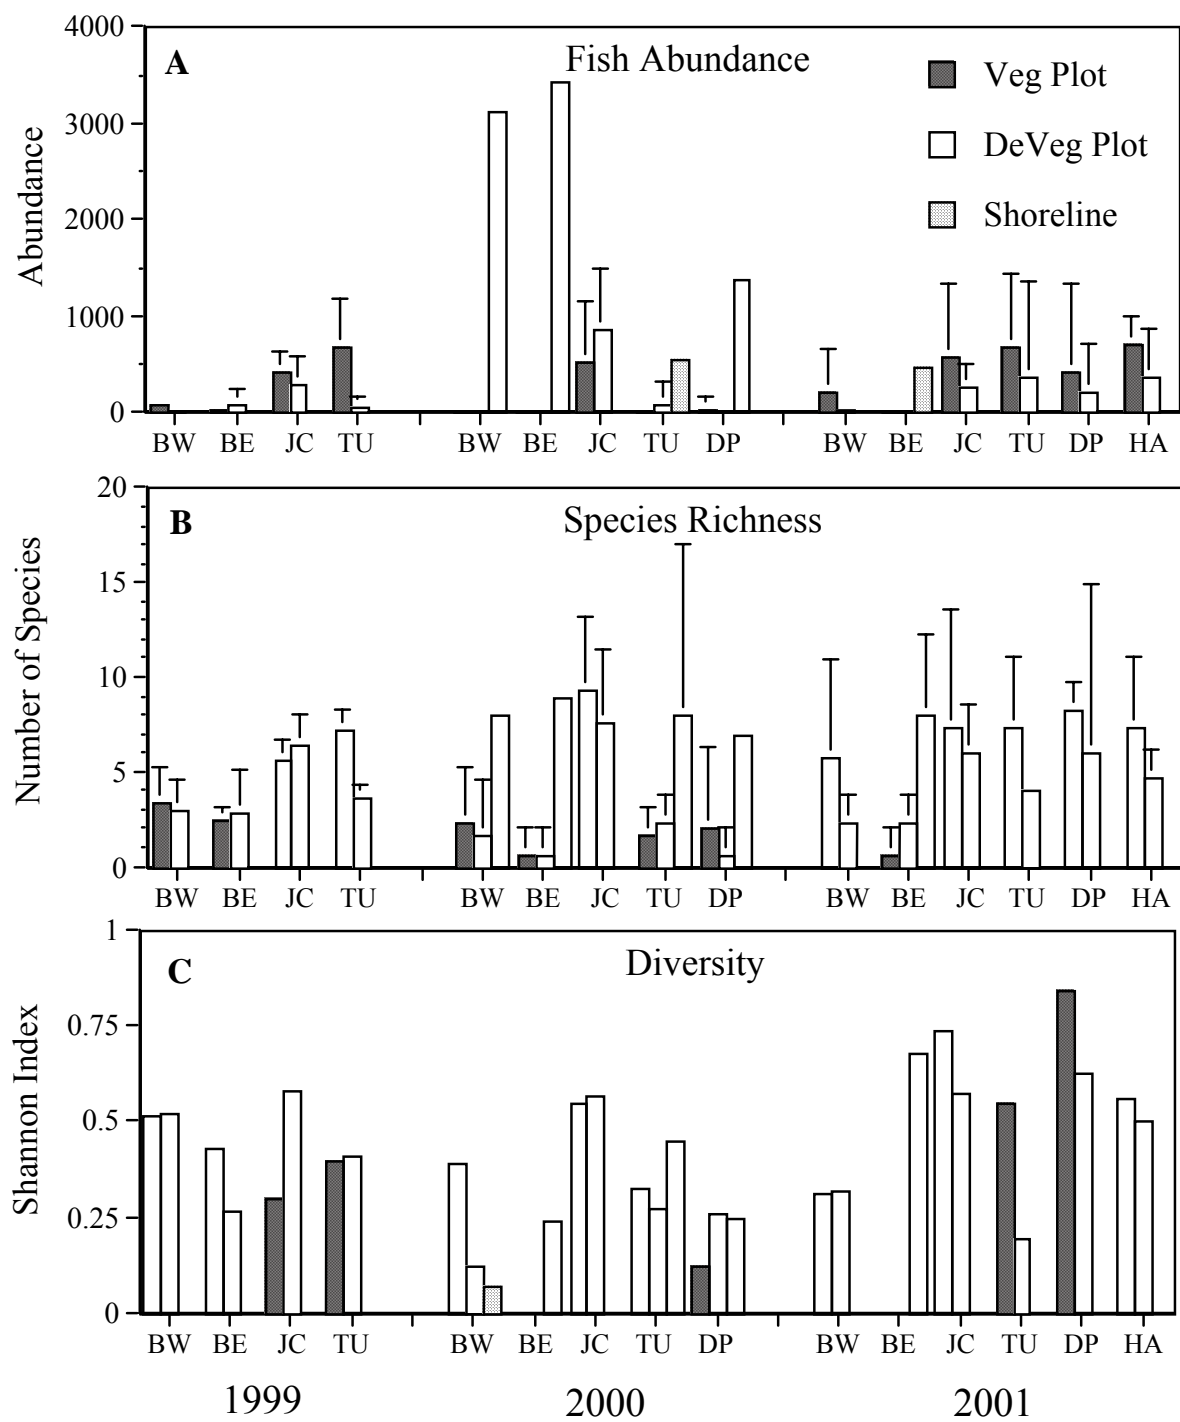 A
Fish Abundance
Veg Plot
DeVeg Plot
Shoreline
Abundance
4000
3000
2000
1000
0
BW BE JC TU BW BE JC TU DP BW BE JC TU DP HA
B
Species Richness
Number of Species
20
15
10
5
0
BW BE JC TU BW BE JC TU DP BW BE JC TU DP HA
C
Diversity
Shannon Index
1
0.75
0.5
0.25
0
BW BE JC TU BW BE JC TU DP BW BE JC TU DP HA
1999 2000 2001